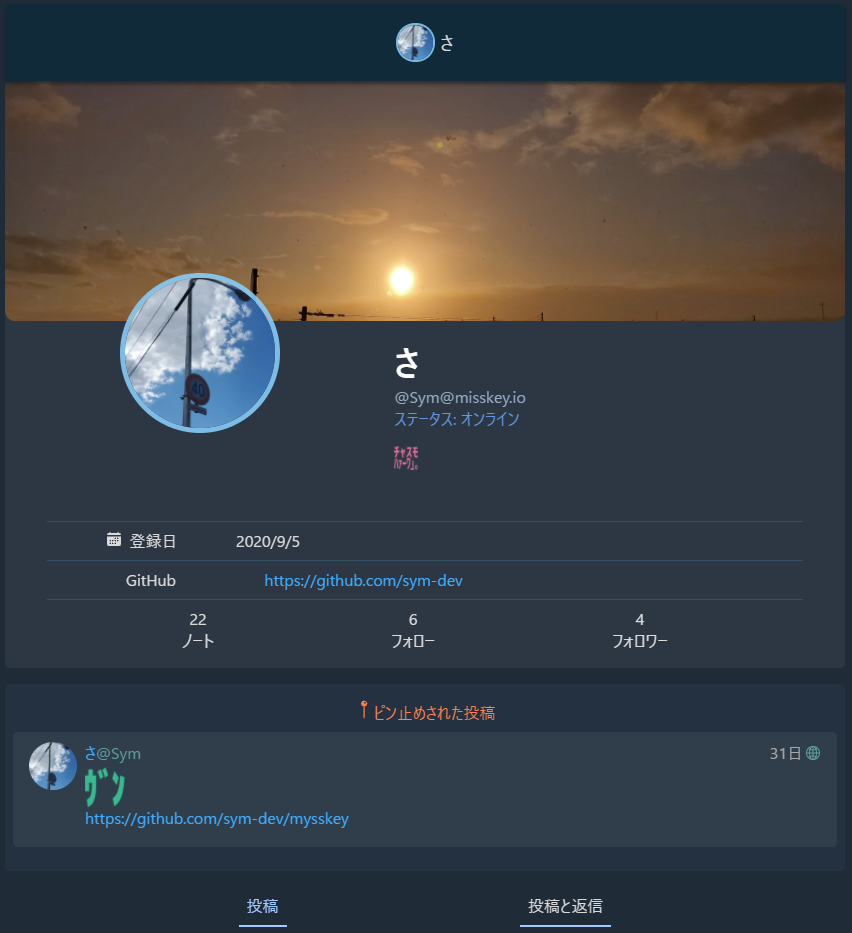 さ
さ
@Sym@misskey.io
ステータス: オンライン
チャスモ
ハァーク」。
登録日 2020/9/5
GitHub https://github.com/sym-dev
22 6 4
ノート フォロー フォロワー
ピン止めされた投稿
さ@Sym 31日
ヴン
https://github.com/sym-dev/mysskey
投稿 投稿と返信
40